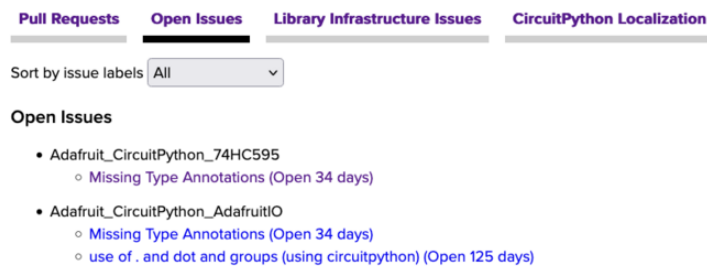 Pull Requests Open Issues Library Infrastructure Issues CircuitPython Localization
Sort by issue labels All
Open Issues
Adafruit_CircuitPython_74HC595
Missing Type Annotations (Open 34 days)
Adafruit_CircuitPython_AdafruitIO
Missing Type Annotations (Open 34 days)
use of . and dot and groups (using circuitpython) (Open 125 days)